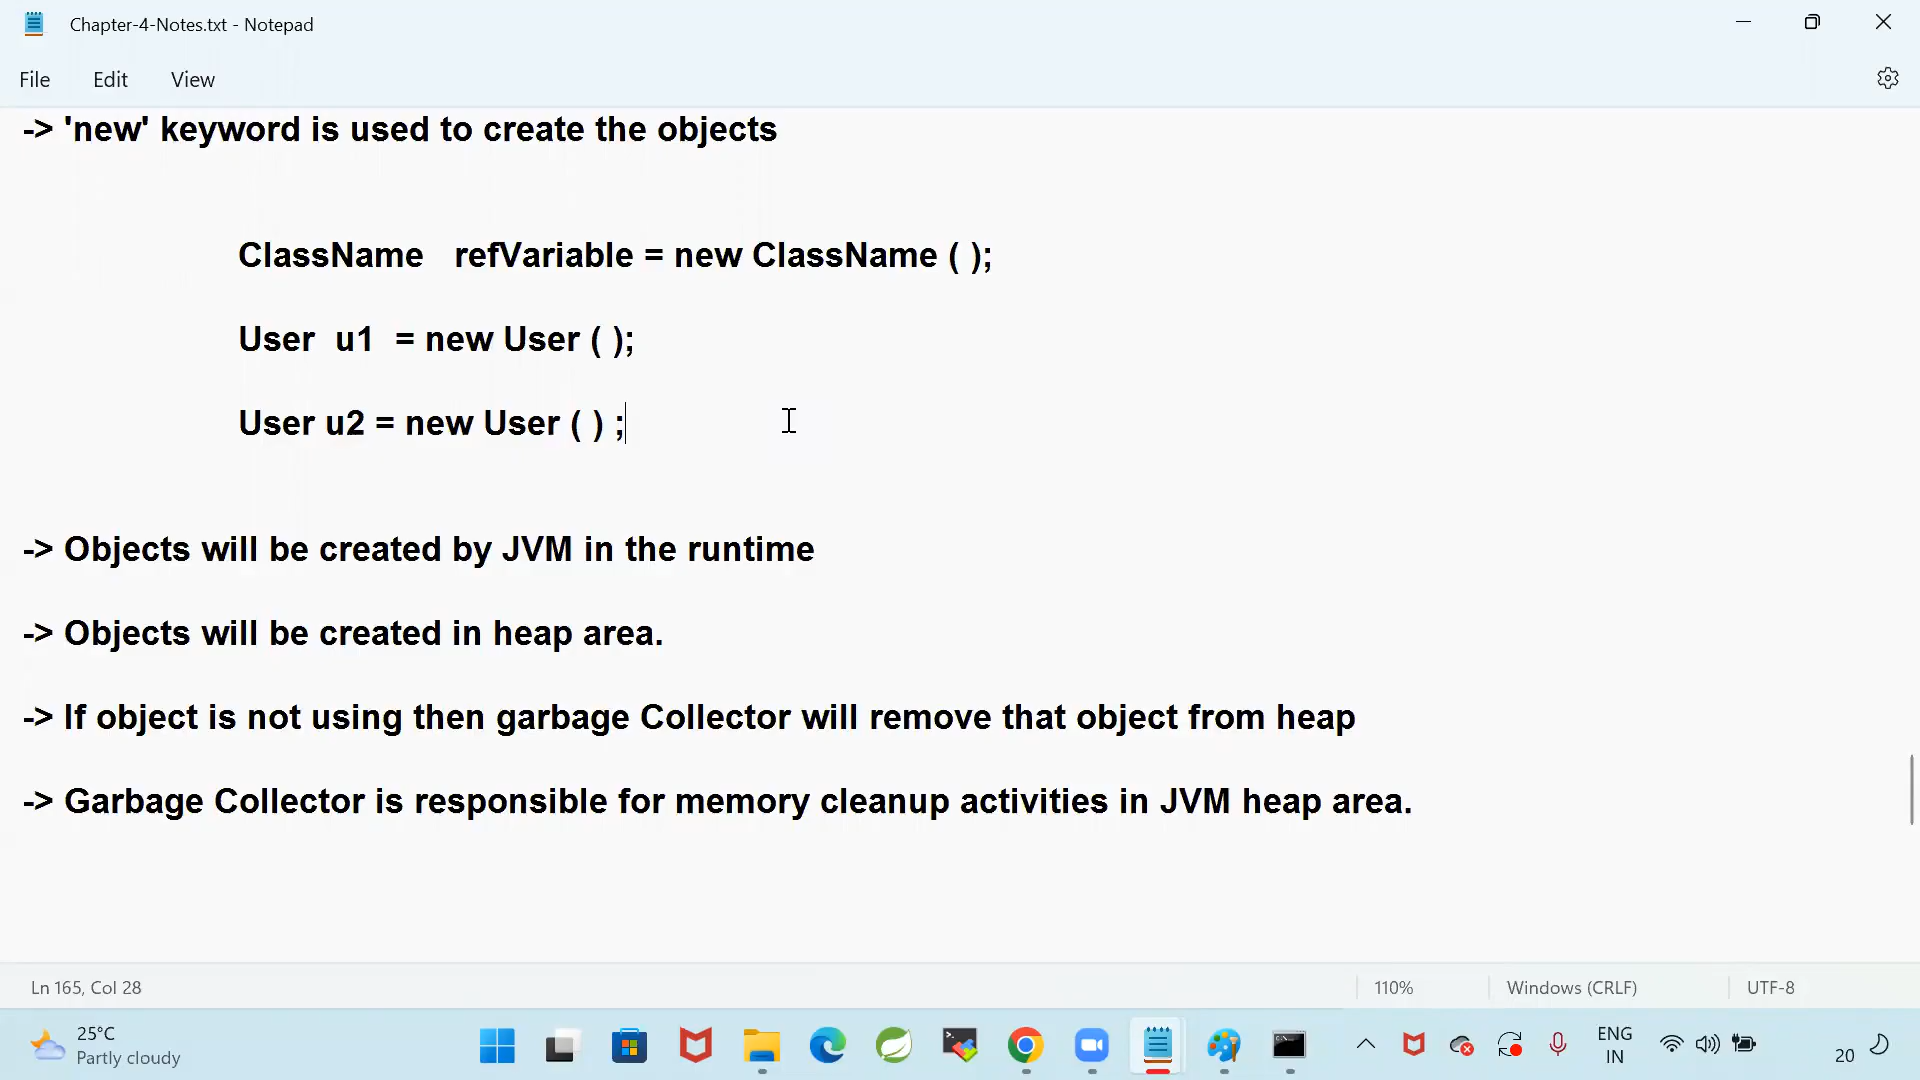 Chapter-4-Notes.txt - Notepad
File Edit View
-> 'new' keyword is used to create the objects
ClassName refVariable = new ClassName ( );
User u1 = new User ( );
User u2 = new User ( ) ;
-> Objects will be created by JVM in the runtime
-> Objects will be created in heap area.
-> If object is not using then garbage Collector will remove that object from heap
-> Garbage Collector is responsible for memory cleanup activities in JVM heap area.
Ln 165, Col 28 110% Windows (CRLF) UTF-8
25°C
Partly cloudy
ENG
IN
20